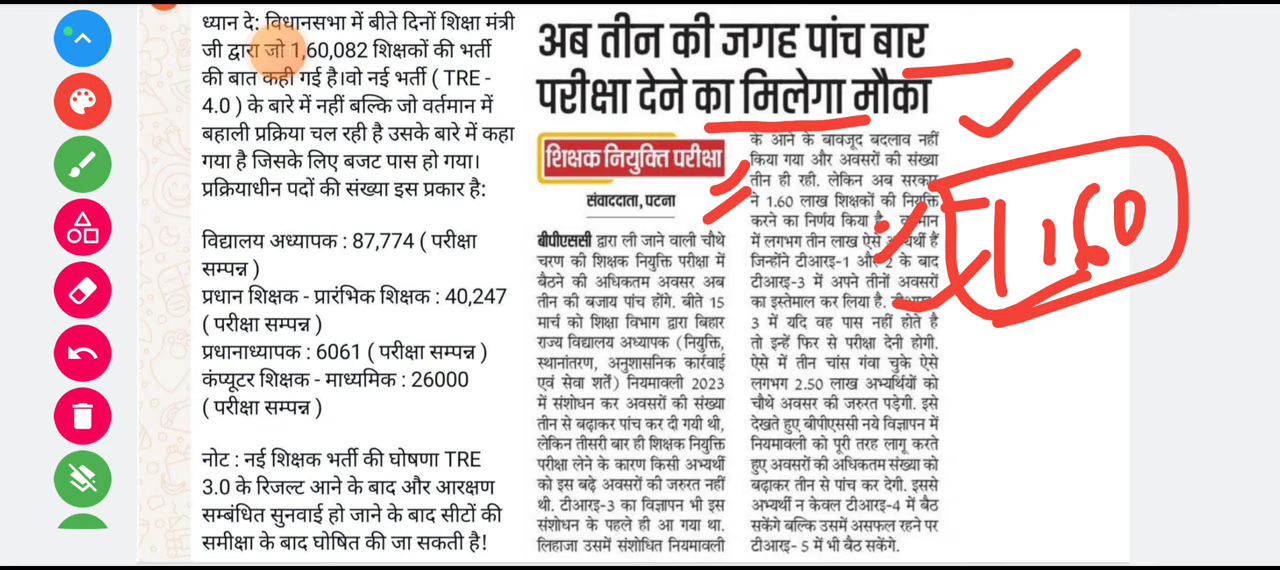 ध्यान दे: विधानसभा में बीते दिनों शिक्षा मंत्री
जी द्वारा जो 1,60,082 शिक्षकों की भर्ती
की बात कही गई है।वो नई भर्ती ( TRE -
4.0 ) के बारे में नहीं बल्कि जो वर्तमान में
बहाली प्रक्रिया चल रही है उसके बारे में कहा
गया है जिसके लिए बजट पास हो गया।
प्रक्रियाधीन पदों की संख्या इस प्रकार है:
विद्यालय अध्यापक : 87,774 ( परीक्षा
सम्पन्न )
प्रधान शिक्षक - प्रारंभिक शिक्षक : 40,247
( परीक्षा सम्पन्न )
प्रधानाध्यापक : 6061 ( परीक्षा सम्पन्न )
कंप्यूटर शिक्षक - माध्यमिक : 26000
( परीक्षा सम्पन्न )
नोट : नई शिक्षक भर्ती की घोषणा TRE
3.0 के रिजल्ट आने के बाद और आरक्षण
सम्बंधित सुनवाई हो जाने के बाद सीटों की
समीक्षा के बाद घोषित की जा सकती है!
अब तीन की जगह पांच बार
परीक्षा देने का मिलेगा मौका
शिक्षक नियुक्ति परीक्षा
संवाददाता, पटना
बीपीएससी द्वारा ली जाने वाली चौथे
चरण की शिक्षक नियुक्ति परीक्षा में
बैठने की अधिकतम अवसर अब
तीन की बजाय पांच होंगे. बीते 15
मार्च को शिक्षा विभाग द्वारा बिहार
राज्य विद्यालय अध्यापक (नियुक्ति,
स्थानांतरण, अनुशासनिक कार्रवाई
एवं सेवा शर्ते) नियमावली 2023
में संशोधन कर अवसरों की संख्या
तीन से बढ़ाकर पांच कर दी गयी थी,
लेकिन तीसरी बार ही शिक्षक नियुक्ति
परीक्षा लेने के कारण किसी अभ्यर्थी
को इस बढ़े अवसरों की जरुरत नहीं
थी. टीआरइ-3 का विज्ञापन भी इस
संशोधन के पहले ही आ गया था.
लिहाजा उसमें संशोधित नियमावली
के आने के बावजूद बदलाव नहीं
किया गया और अवसरों की संख्या
तीन ही रही. लेकिन अब सरकार
ने 1.60 लाख शिक्षकों की नियुक्ति
करने का निर्णय किया है.
में लगभग तीन लाख ऐसे अभ्यर्थी हैं
जिन्होंने टीआरइ-1 और 2 के बाद
टीआरइ-3 में अपने तीनों अवसरों
का इस्तेमाल कर लिया है.
3 में यदि वह पास नहीं होते है
तो इन्हें फिर से परीक्षा देनी होगी.
ऐसे में तीन चांस गंवा चुके ऐसे
लगभग 2.50 लाख अभ्यर्थियों को
चौथे अवसर की जरुरत पड़ेगी. इसे
देखते हुए बीपीएससी नये विज्ञापन में
नियमावली को पूरी तरह लागू करते
हुए अवसरों की अधिकतम संख्या को
बढ़ाकर तीन से पांच कर देगी. इससे
अभ्यर्थी न केवल टीआरइ-4 में बैठ
सकेंगे बल्कि उसमें असफल रहने पर
टीआरइ- 5 में भी बैठ सकेंगे.